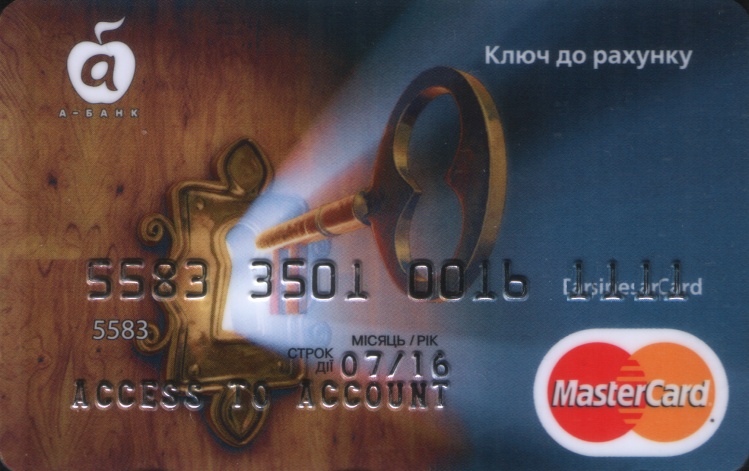 а
А-БАНК
Ключ до рахунку
5583 3501 0016 1111
5583
МІСЯЦЬ / РІК
СТРОК ДІЇ 07/16
ACCESS TO ACCOUNT
MasterCard